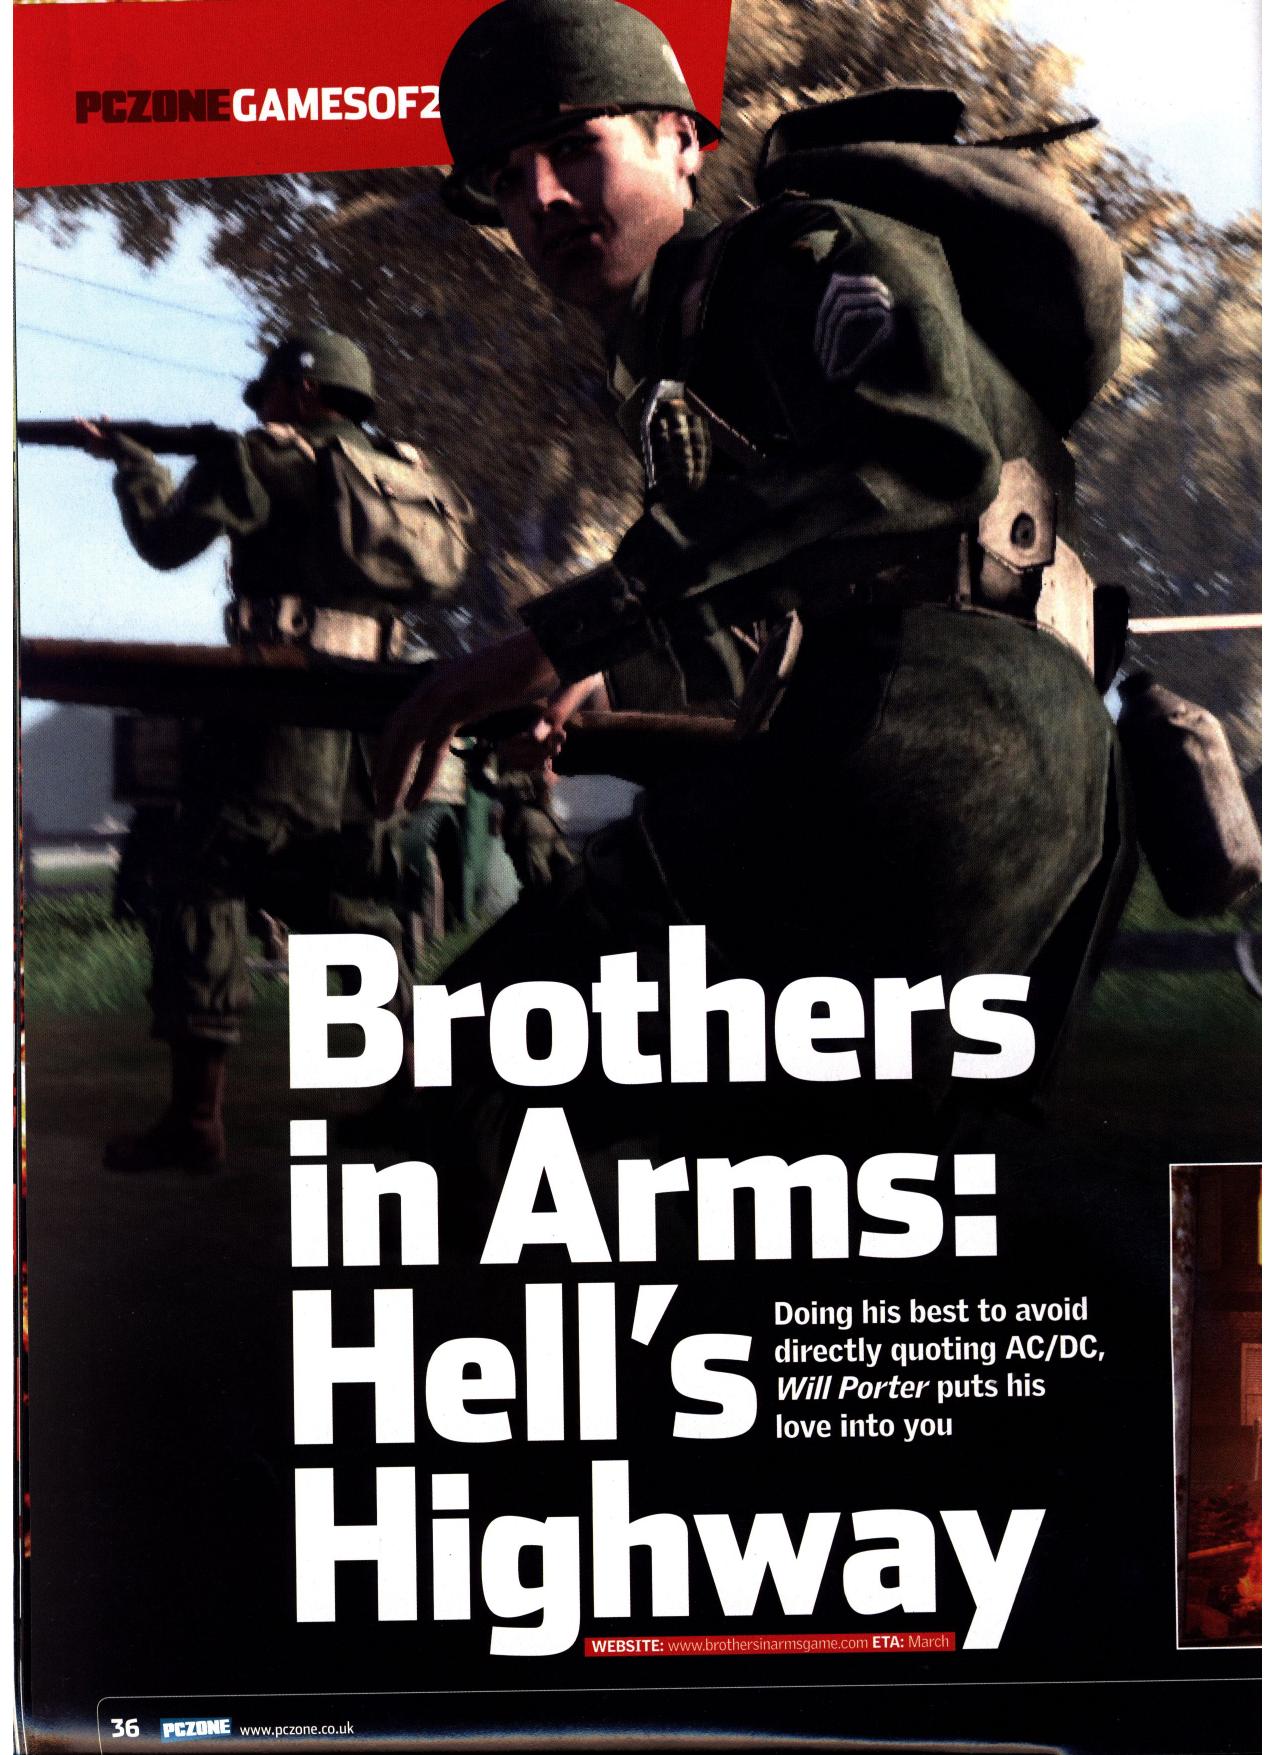 PCZONEGAMESOF2
Brothers
in Arms:
Hell's
Highway
Doing his best to avoid
directly quoting AC/DC,
Will Porter puts his
love into you
WEBSITE: www.brothersinarmsgame.com ETA: March
36 PCZONE www.pczone.co.uk